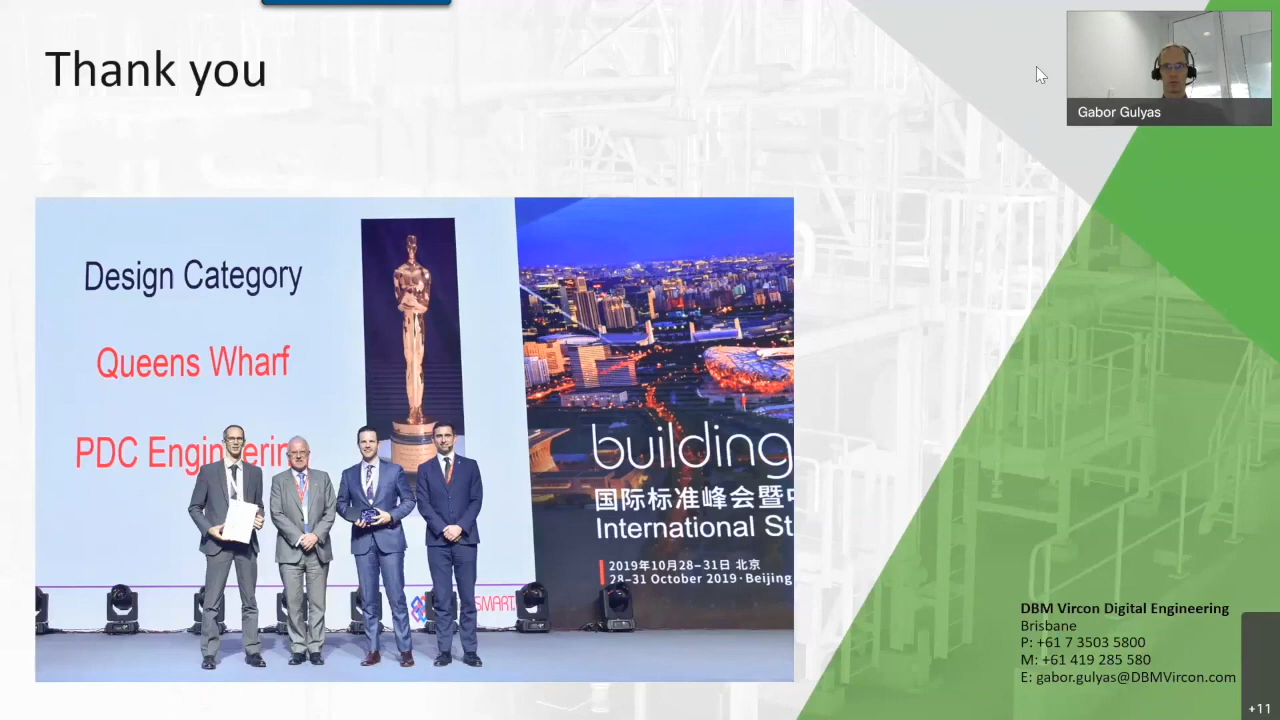 Thank you
Gabor Gulyas
Design Category
Queens Wharf
PDC Engineerin
building
国际标准峰会暨
International St
2019年10月28-31日 北京
28-31 October 2019·Beijing
SMART
DBM Vircon Digital Engineering
Brisbane
P: +61 7 3503 5800
M: +61 419 285 580
E: gabor.gulyas@DBMVircon.com
+11